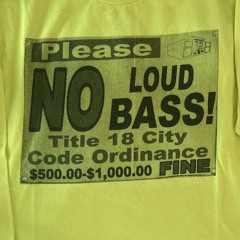 Please
NO LOUD BASS!
Title 18 City
Code Ordinance
$500.00-$1,000.00 FINE